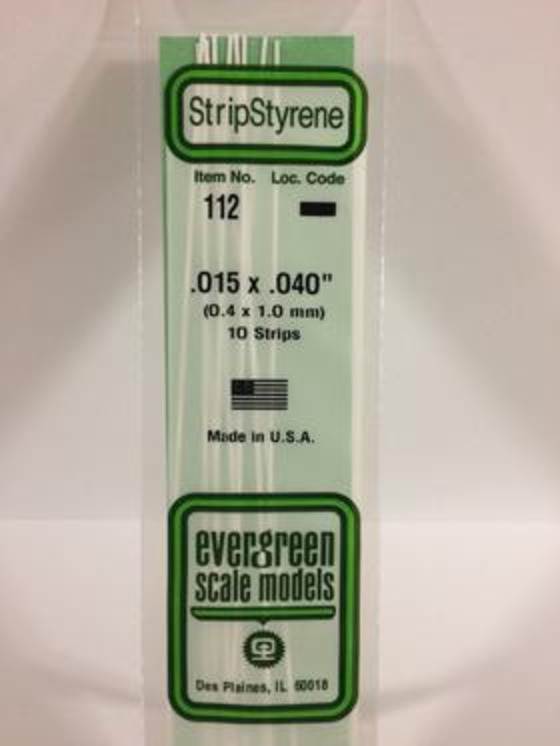 StripStyrene
Item No. Loc. Code
112
.015 x .040"
(0.4 x 1.0 mm)
10 Strips
Made in U.S.A.
evergreen
scale models
Des Plaines, IL 60018